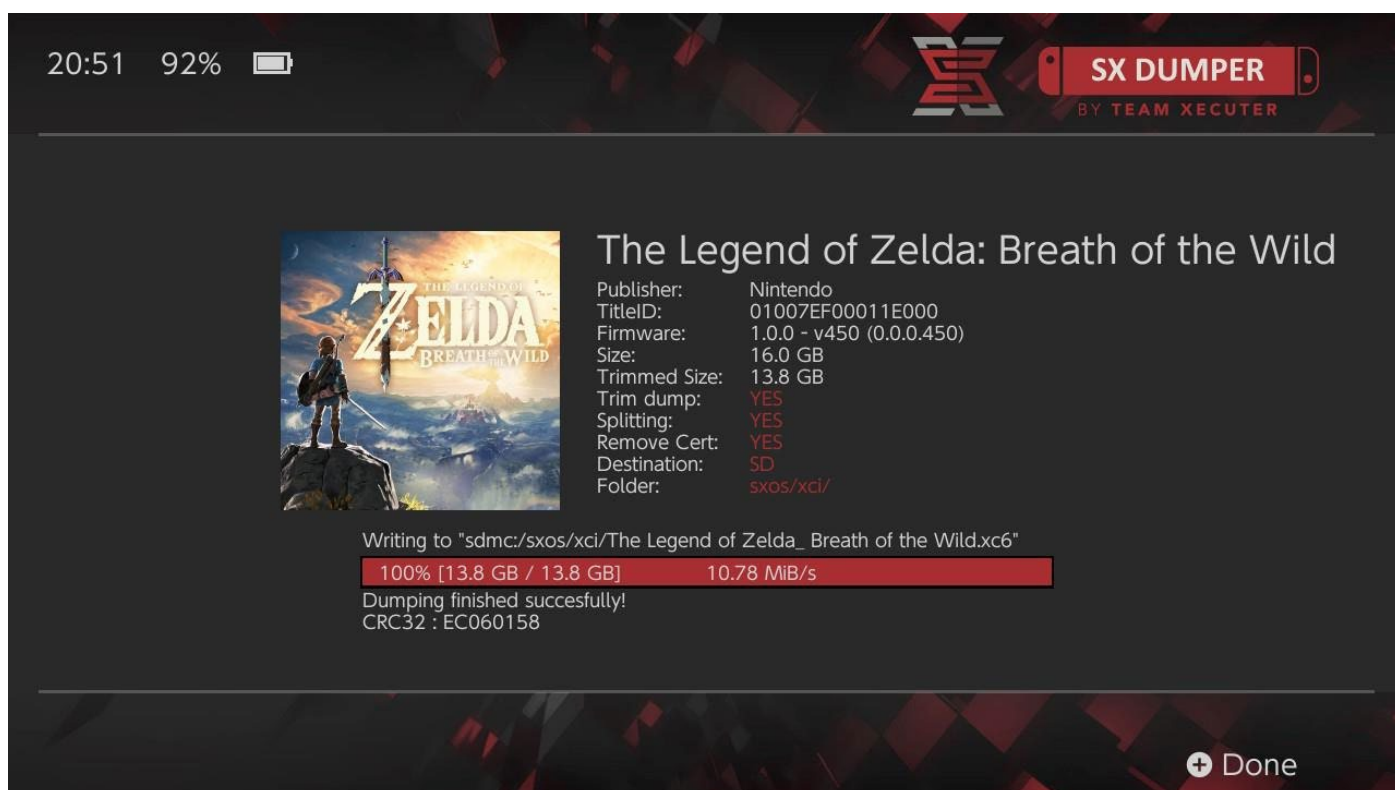 20:51 92%
SX DUMPER
BY TEAM XECUTER
THE LEGEND OF
ZELDA
BREATH OF THE WILD
The Legend of Zelda: Breath of the Wild
Publisher: Nintendo
TitleID: 01007EF00011E000
Firmware: 1.0.0 - v450 (0.0.0.450)
Size: 16.0 GB
Trimmed Size: 13.8 GB
Trim dump: YES
Splitting: YES
Remove Cert: YES
Destination: SD
Folder: sxos/xci/
Writing to "sdmc:/sxos/xci/The Legend of Zelda_ Breath of the Wild.xc6"
100% [13.8 GB / 13.8 GB] 10.78 MiB/s
Dumping finished succesfully!
CRC32 : EC060158
Done